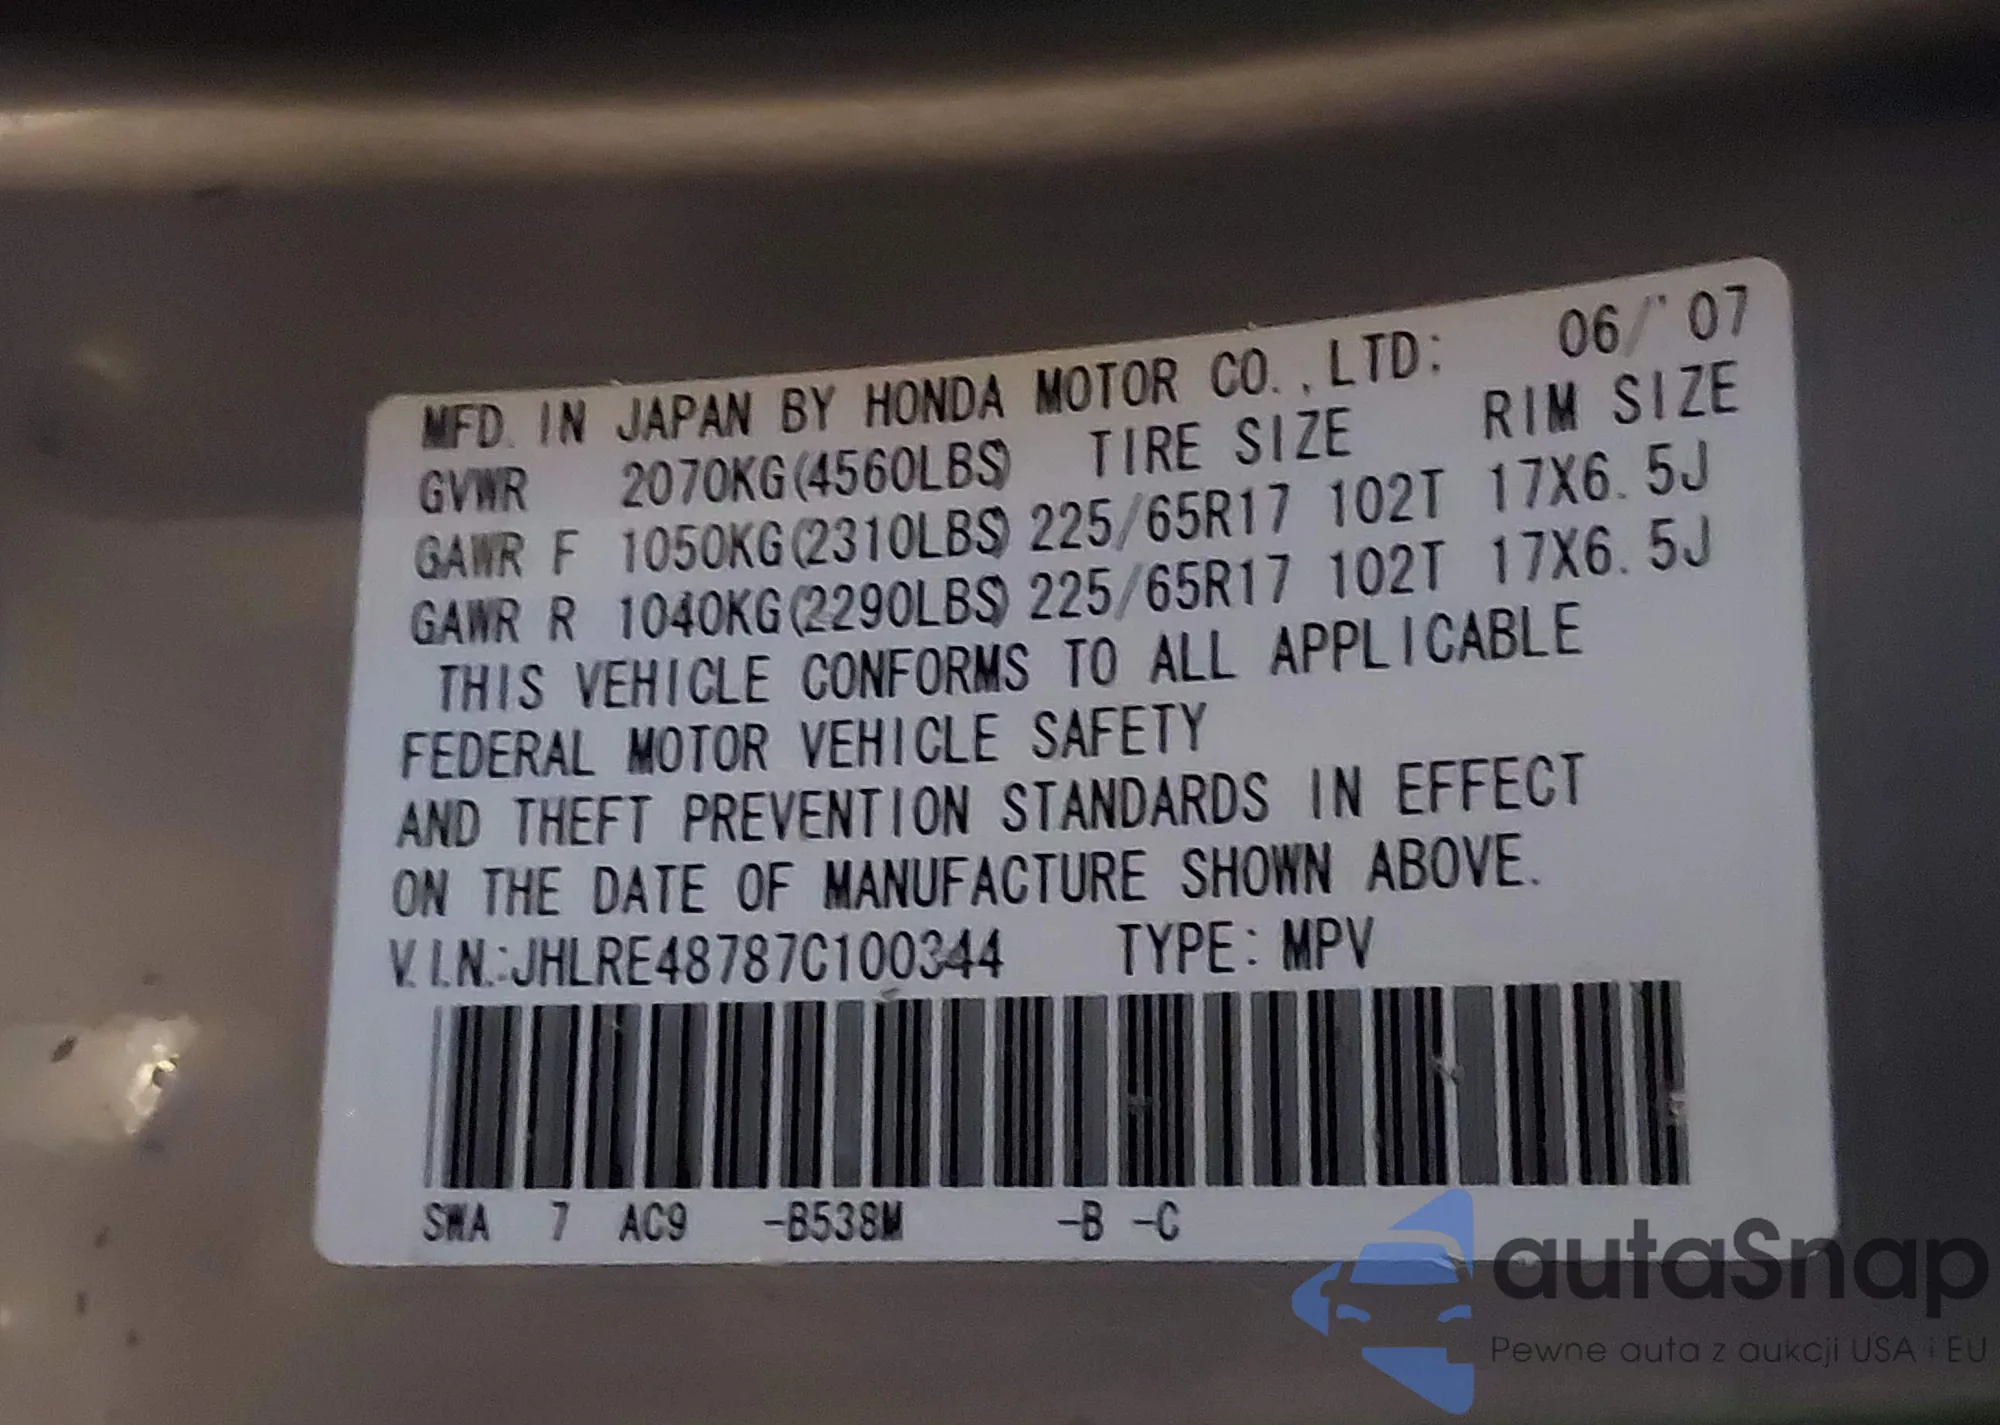 MFD. IN JAPAN BY HONDA MOTOR CO.,LTD: 06/'07
GVWR 2070KG(4560LBS) TIRE SIZE RIM SIZE
GAWR F 1050KG(2310LBS) 225/65R17 102T 17X6.5J
GAWR R 1040KG(2290LBS) 225/65R17 102T 17X6.5J
THIS VEHICLE CONFORMS TO ALL APPLICABLE
FEDERAL MOTOR VEHICLE SAFETY
AND THEFT PREVENTION STANDARDS IN EFFECT
ON THE DATE OF MANUFACTURE SHOWN ABOVE.
V.I.N.:JHLRE48787C100344 TYPE: MPV
SWA 7 AC9 -B538M -B -C
autaSnap
Pewne auta z aukcji USA i EU